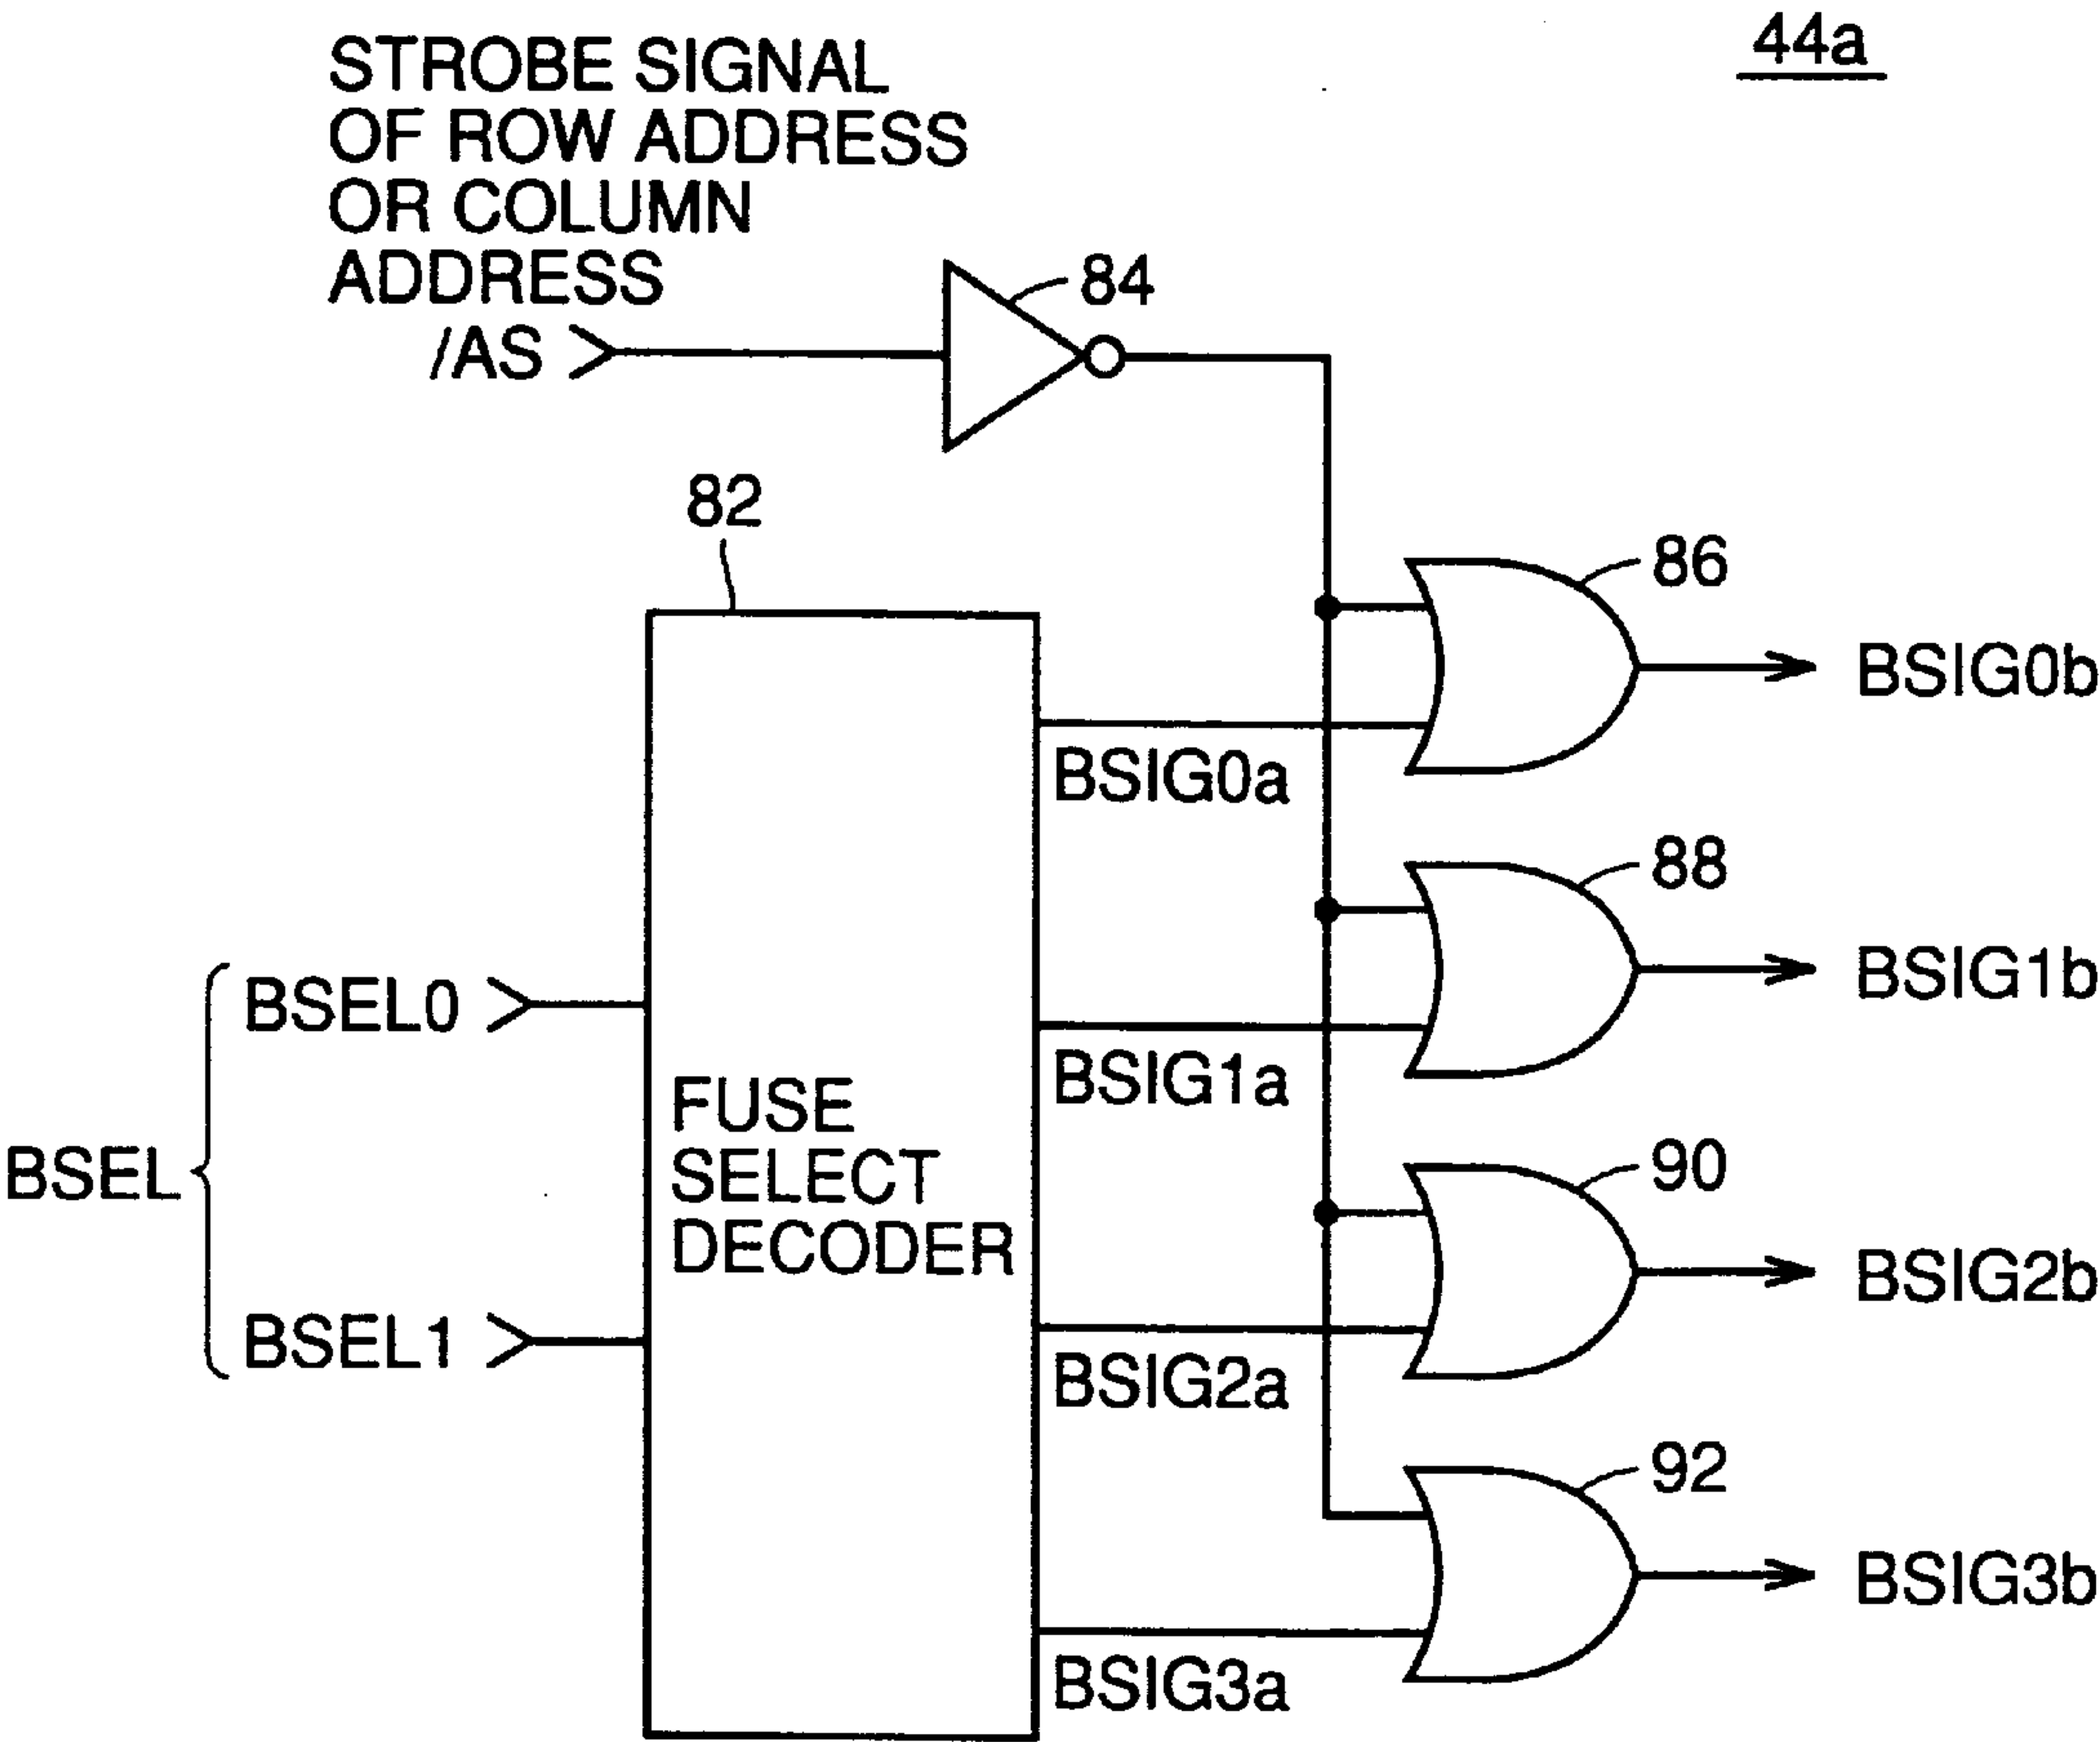 44a
STROBE SIGNAL
OF ROW ADDRESS
OR COLUMN
ADDRESS
/AS
84
82
86
BSIG0b
BSIG0a
88
BSIG1b
BSEL0
BSIG1a
FUSE
SELECT
DECODER
BSEL
90
BSIG2b
BSEL1
BSIG2a
92
BSIG3b
BSIG3a